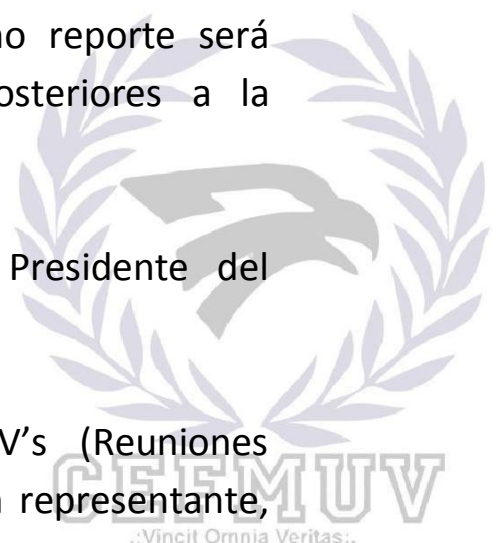 no reporte será
osteriores a la
Presidente del
V’s (Reuniones
representante,
CEFMUV
.:Vincit Omnia Veritas:.